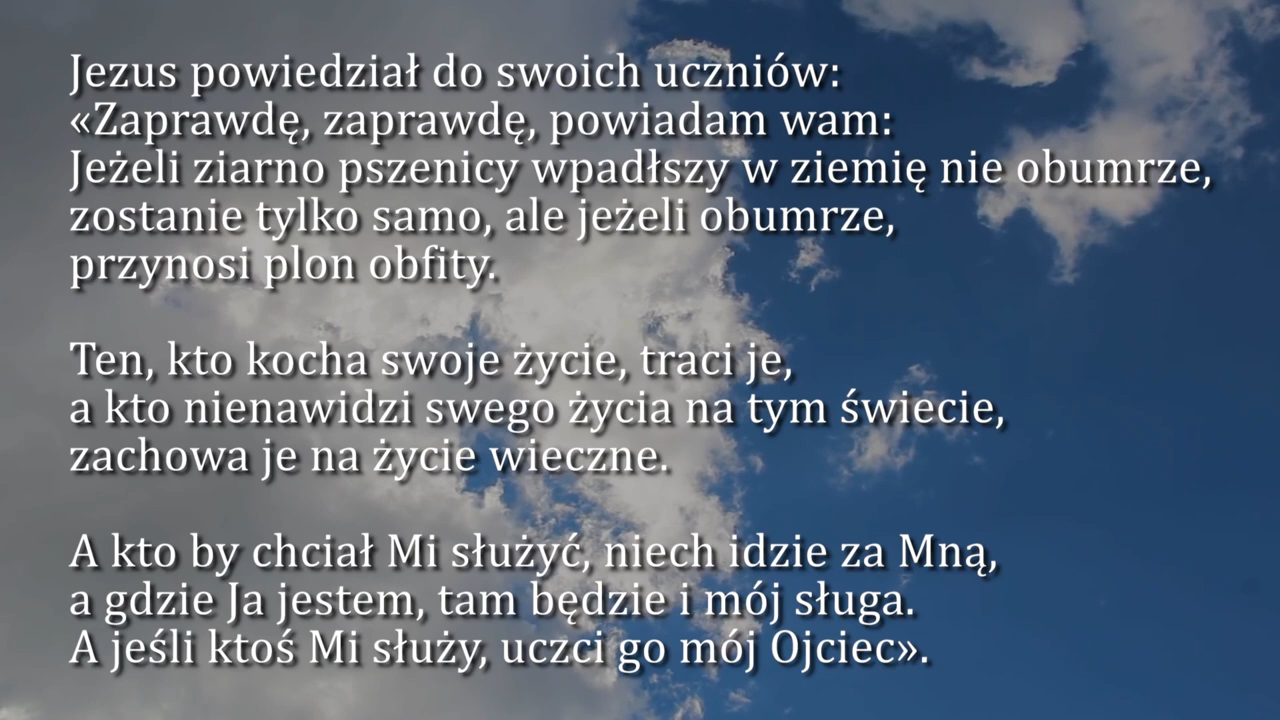 Jezus powiedział do swoich uczniów:
«Zaprawdę, zaprawdę, powiadam wam:
Jeżeli ziarno pszenicy wpadłszy w ziemię nie obumrze,
zostanie tylko samo, ale jeżeli obumrze,
przynosi plon obfity.
Ten, kto kocha swoje życie, traci je,
a kto nienawidzi swego życia na tym świecie,
zachowa je na życie wieczne.
A kto by chciał Mi służyć, niech idzie za Mną,
a gdzie Ja jestem, tam będzie i mój sługa.
A jeśli ktoś Mi służy, uczci go mój Ojciec».